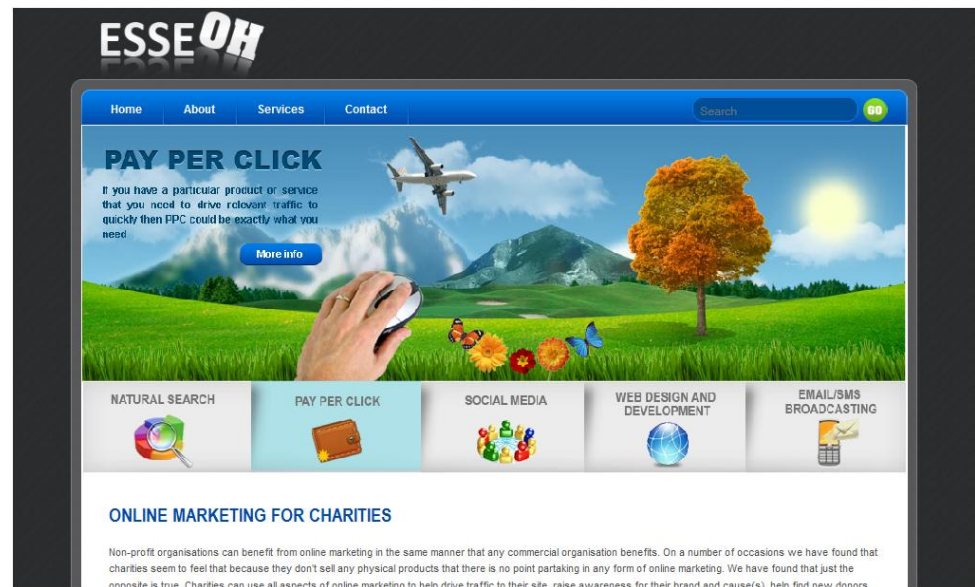 ESSEOH
Home About Services Contact
Search GO
PAY PER CLICK
If you have a particular product or service
that you need to drive relevant traffic to
quickly then PPC could be exactly what you
need
More info
NATURAL SEARCH
PAY PER CLICK
SOCIAL MEDIA
WEB DESIGN AND
DEVELOPMENT
EMAIL/SMS
BROADCASTING
ONLINE MARKETING FOR CHARITIES
Non-profit organisations can benefit from online marketing in the same manner that any commercial organisation benefits. On a number of occasions we have found that
charities seem to feel that because they don't sell any physical products that there is no point partaking in any form of online marketing. We have found that just the
opposite is true. Charities can use all aspects of online marketing to help drive traffic to their site, raise awareness for their brand and cause(s), help find new donors